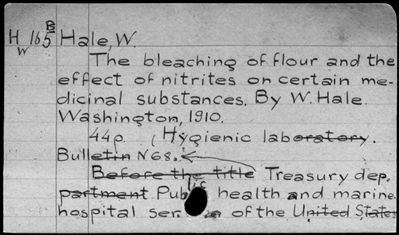 B
H 165 Hale, W.
W
The bleaching of flour and the
effect of nitrites on certain me-
dicinal substances. By W. Hale.
Washington, 1910.
44p. (Hygienic laboratory.
Bulletin No 68.)
Before the title Treasury dep.
partment. Public health and marine
hospital of the United States